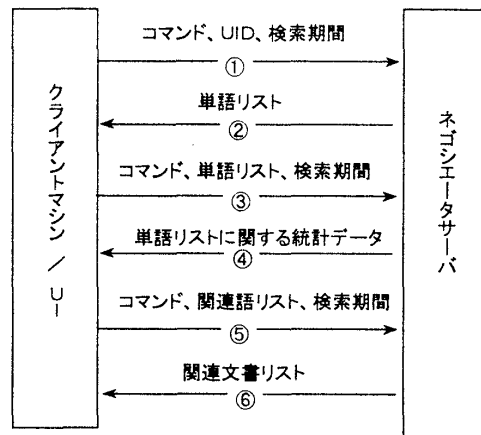 コマンド、UID、検索期間
①
単語リスト
②
コマンド、単語リスト、検索期間
③
単語リストに関する統計データ
④
コマンド、関連語リスト、検索期間
⑤
関連文書リスト
⑥
クライアントマシン / UI
ネゴシエータサーバ